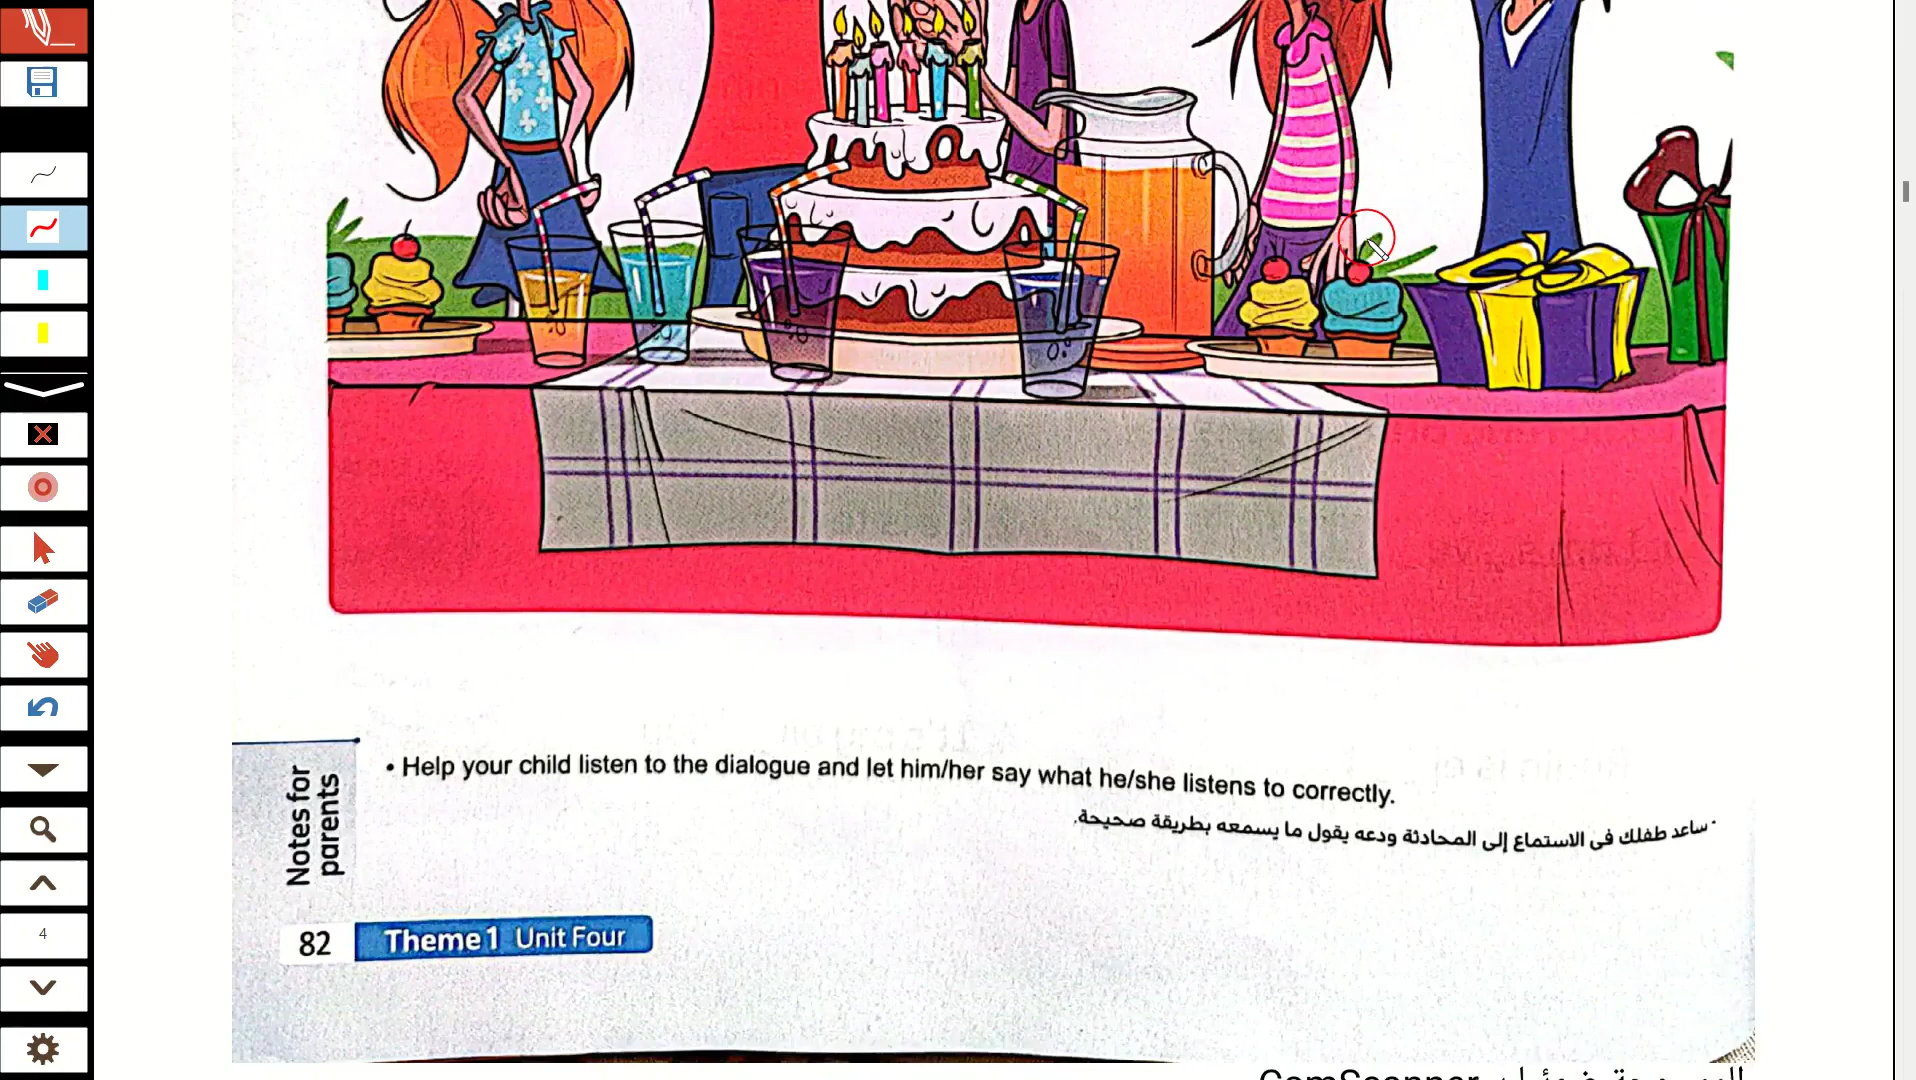 • Help your child listen to the dialogue and let him/her say what he/she listens to correctly.
· ساعد طفلك فى الاستماع إلى المحادثة ودعه يقول ما يسمعه بطريقة صحيحة.
Notes for
parents
82 Theme 1 Unit Four
4
CamScanner